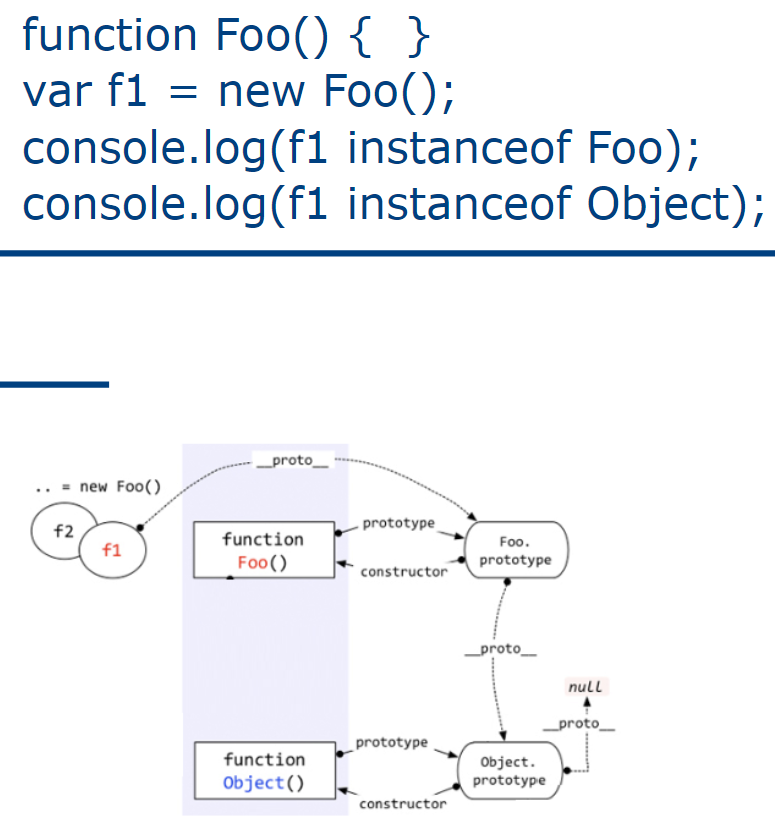 function Foo() {  }
var f1 = new Foo();
console.log(f1 instanceof Foo);
console.log(f1 instanceof Object);
__proto__
.. = new Foo()
f2
f1
function
Foo()
prototype
constructor
Foo.
prototype
__proto__
null
__proto__
function
Object()
prototype
constructor
Object.
prototype